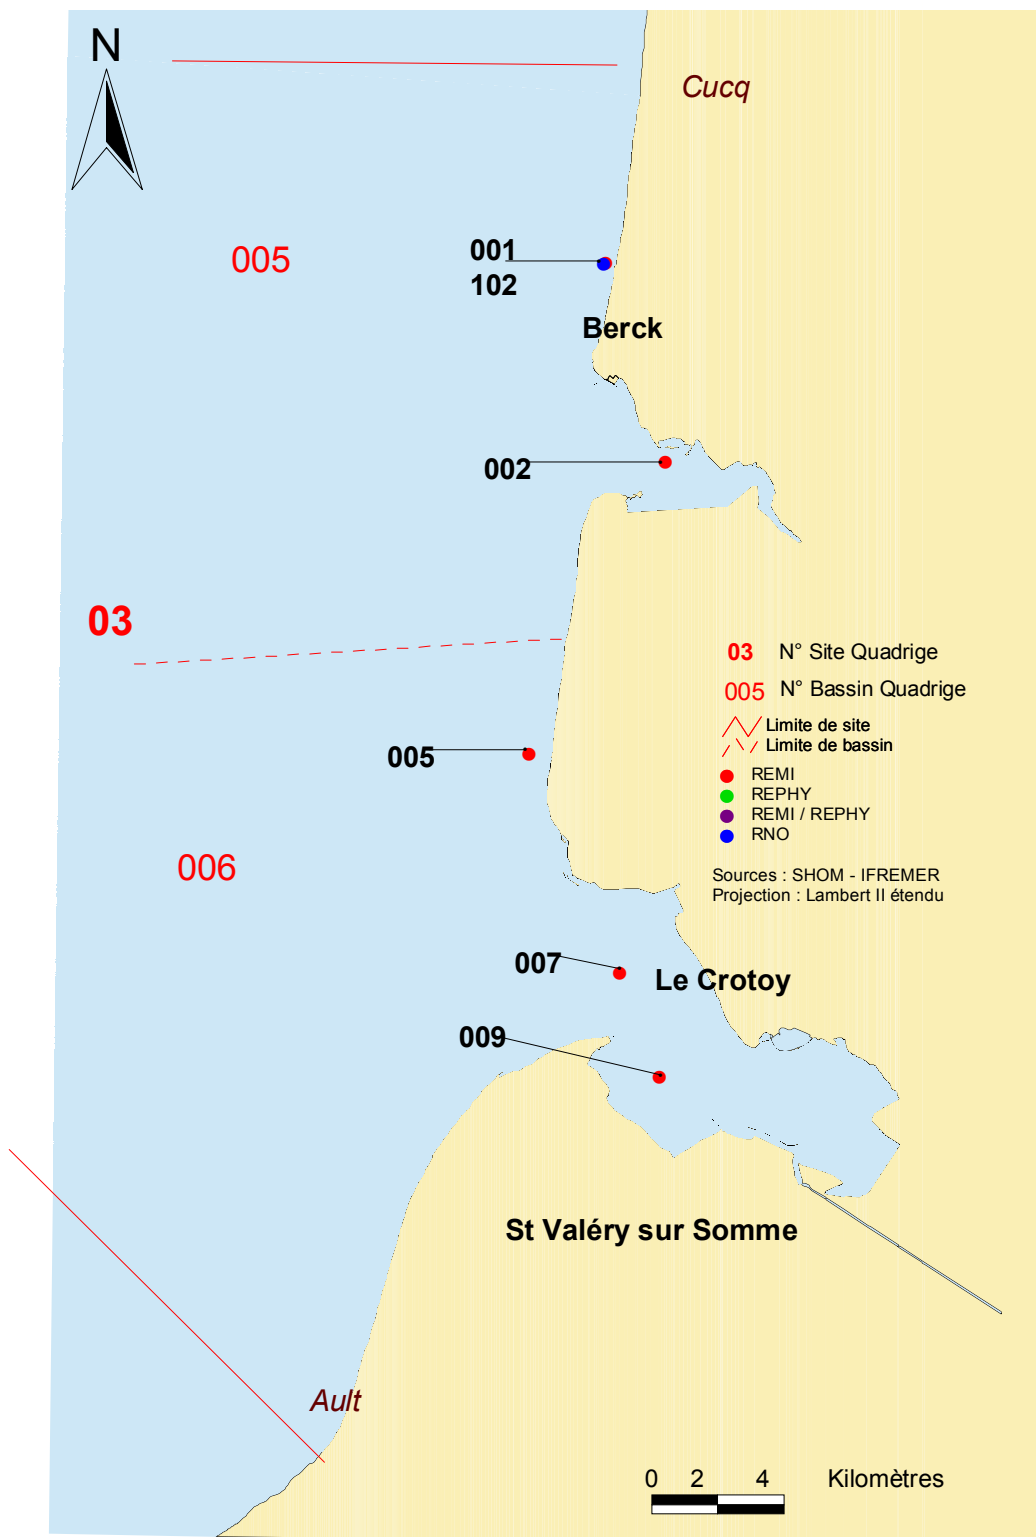 N
Cucq
005
001
102
Berck
002
03
03 N° Site Quadrige
005 N° Bassin Quadrige
Limite de site
Limite de bassin
005
REMI
REPHY
REMI / REPHY
RNO
006
Sources : SHOM - IFREMER
Projection : Lambert II étendu
007
Le Crotoy
009
St Valéry sur Somme
Ault
0 2 4 Kilomètres